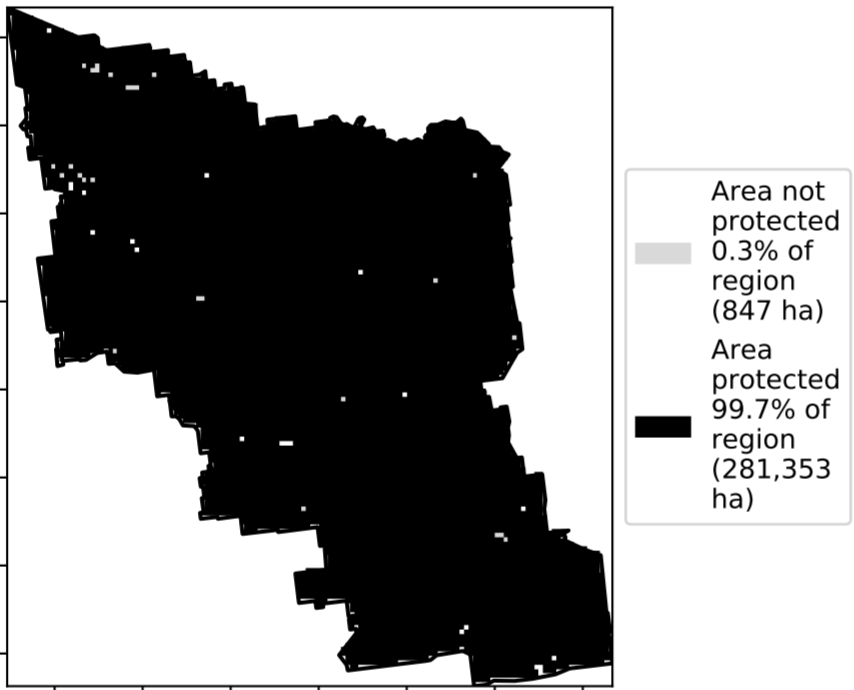 Area not
protected
0.3% of
region
(847 ha)
Area
protected
99.7% of
region
(281,353
ha)